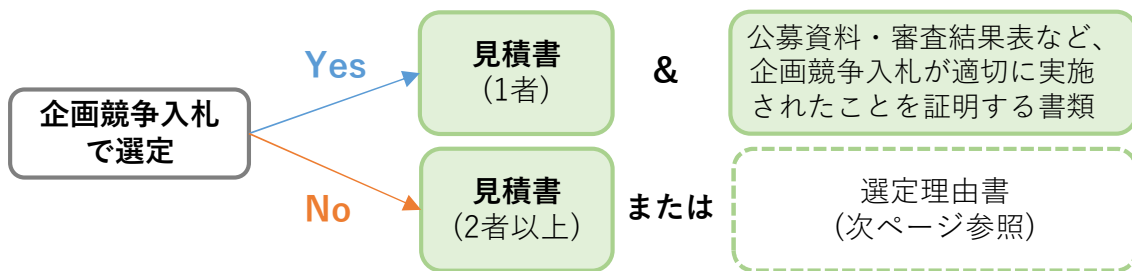 企画競争入札
で選定
Yes
見積書
(1者)
&
公募資料・審査結果表など、
企画競争入札が適切に実施
されたことを証明する書類
No
見積書
(2者以上)
または
選定理由書
(次ページ参照)